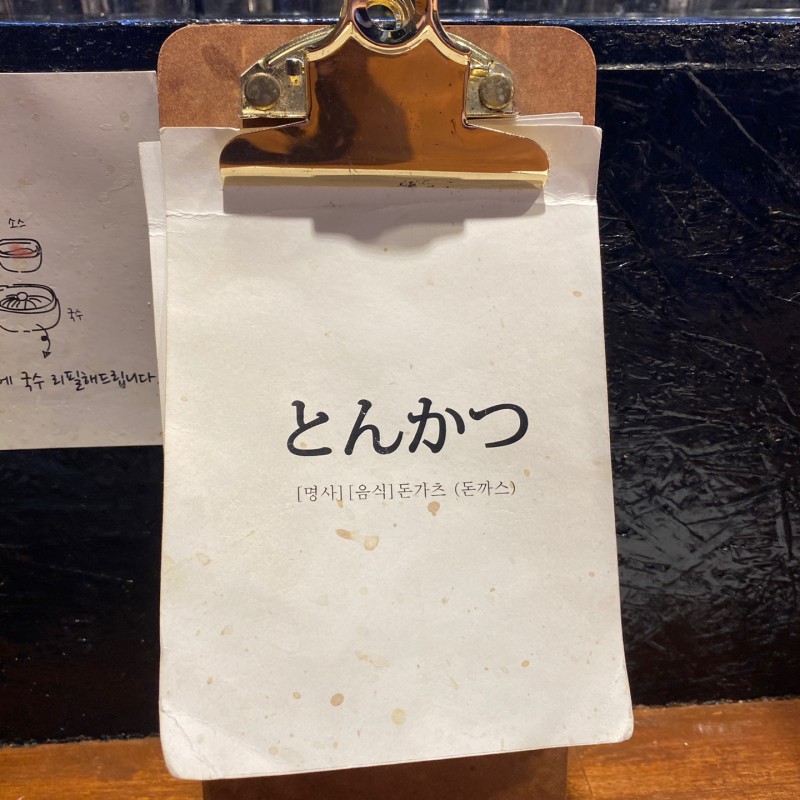 소스
국수
에 국수 리필해드립니다.
とんかつ
[명사][음식]돈가츠 (돈까스)